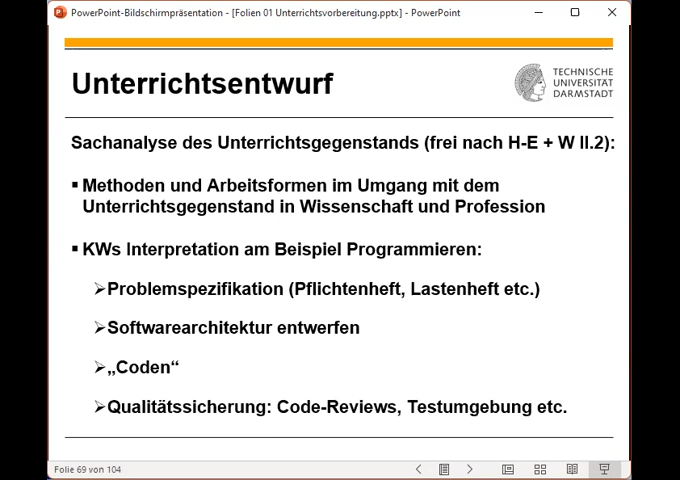 PowerPoint-Bildschirmpräsentation - [Folien 01 Unterrichtsvorbereitung.pptx] - PowerPoint
Unterrichtsentwurf
TECHNISCHE
UNIVERSITÄT
DARMSTADT
Sachanalyse des Unterrichtsgegenstands (frei nach H-E + W II.2):
▪ Methoden und Arbeitsformen im Umgang mit dem
Unterrichtsgegenstand in Wissenschaft und Profession
▪ KWs Interpretation am Beispiel Programmieren:
➢Problemspezifikation (Pflichtenheft, Lastenheft etc.)
➢Softwarearchitektur entwerfen
➢„Coden“
➢Qualitätssicherung: Code-Reviews, Testumgebung etc.
Folie 69 von 104